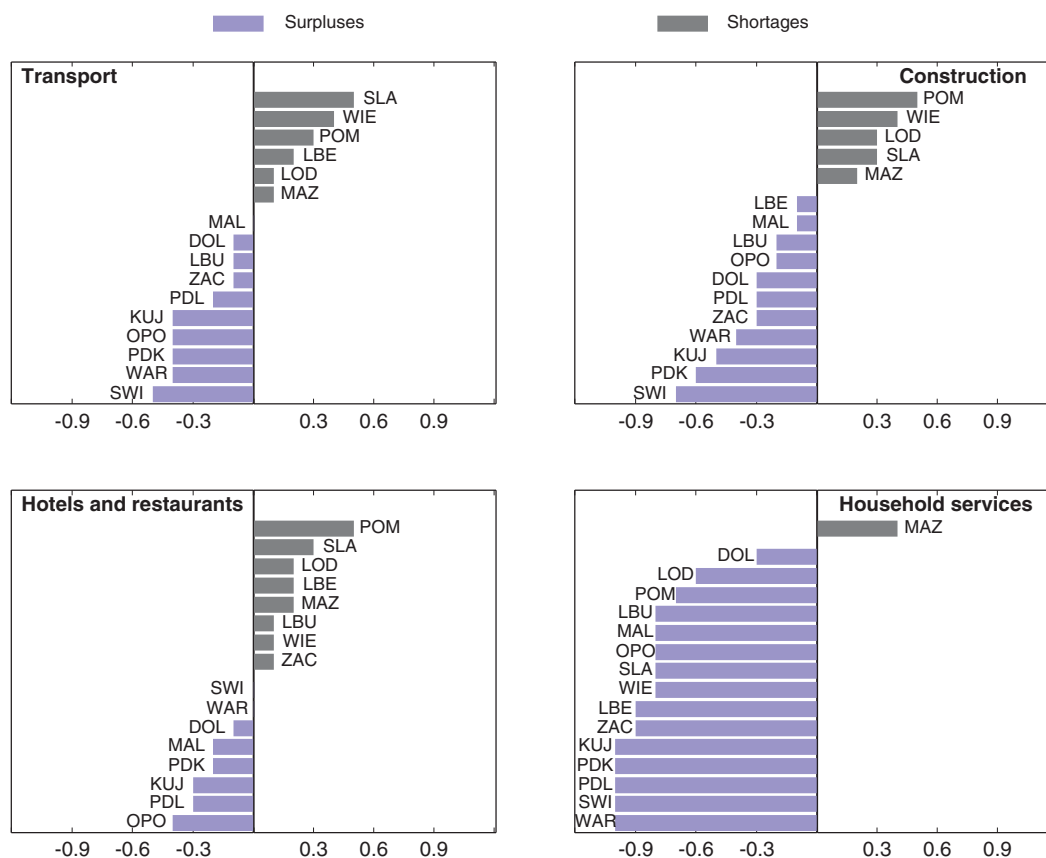 Surpluses
Shortages
Transport
SLA
WIE
POM
LBE
LOD
MAZ
MAL
DOL
LBU
ZAC
PDL
KUJ
OPO
PDK
WAR
SWI
-0.9 -0.6 -0.3 0.3 0.6 0.9
Construction
POM
WIE
LOD
SLA
MAZ
LBE
MAL
LBU
OPO
DOL
PDL
ZAC
WAR
KUJ
PDK
SWI
-0.9 -0.6 -0.3 0.3 0.6 0.9
Hotels and restaurants
POM
SLA
LOD
LBE
MAZ
LBU
WIE
ZAC
SWI
WAR
DOL
MAL
PDK
KUJ
PDL
OPO
-0.9 -0.6 -0.3 0.3 0.6 0.9
Household services
MAZ
DOL
LOD
POM
LBU
MAL
OPO
SLA
WIE
LBE
ZAC
KUJ
PDK
PDL
SWI
WAR
-0.9 -0.6 -0.3 0.3 0.6 0.9